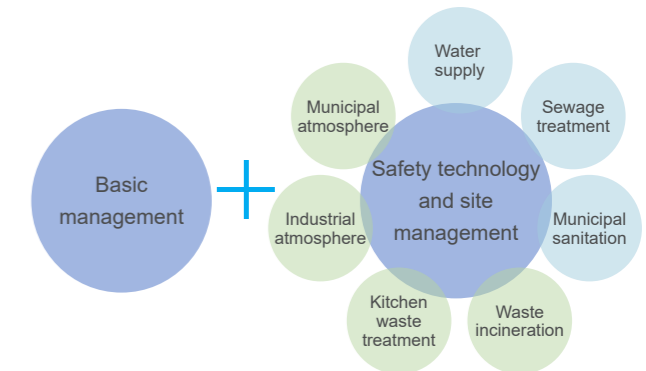 Basic
management
Water
supply
Municipal
atmosphere
Sewage
treatment
Safety technology
and site
management
Industrial
atmosphere
Municipal
sanitation
Kitchen
waste
treatment
Waste
incineration